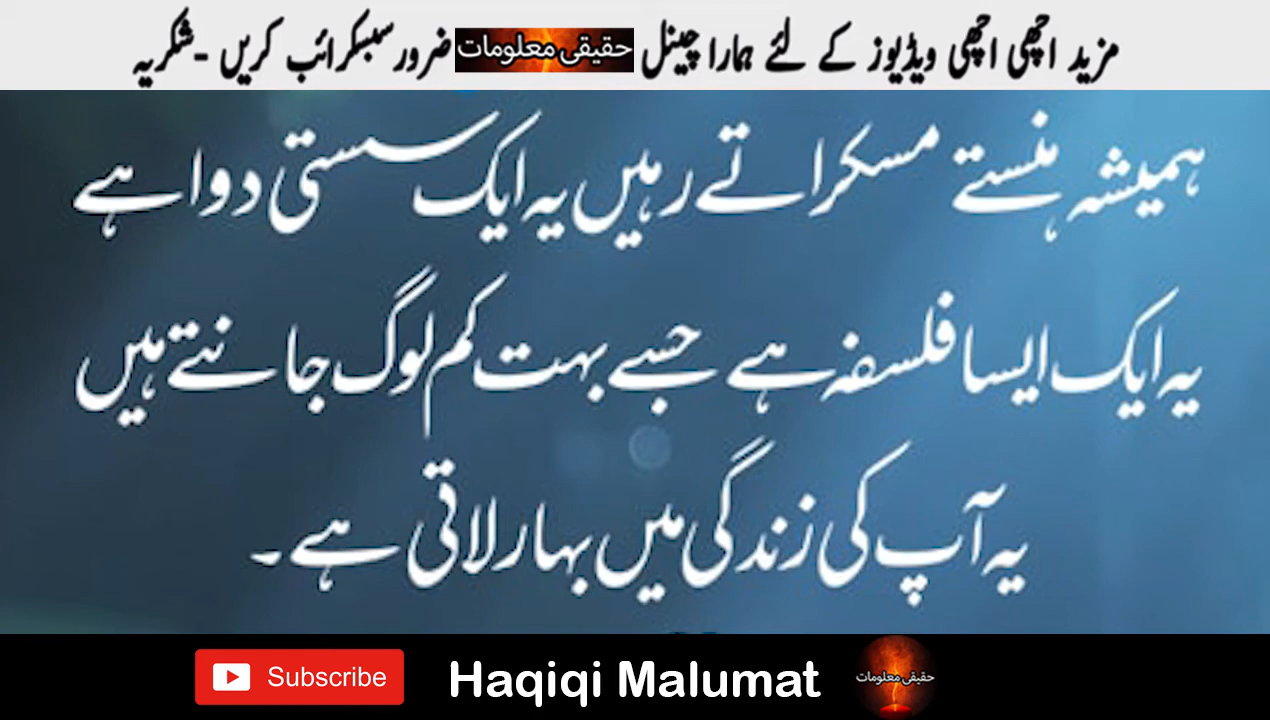 مزید اچھی اچھی ویڈیوز کے لئے ہمارا چینل حقیقی معلومات ضرور سبسکرائب کریں -شکریہ
ہمیشہ ہنستے مسکراتے رہیں یہ ایک سستی دوا ہے
یہ ایک ایسا فلسفہ ہے جسے بہت کم لوگ جانتے ہیں
یہ آپ کی زندگی میں بہار لاتی ہے۔
Subscribe Haqiqi Malumat حقیقی معلومات